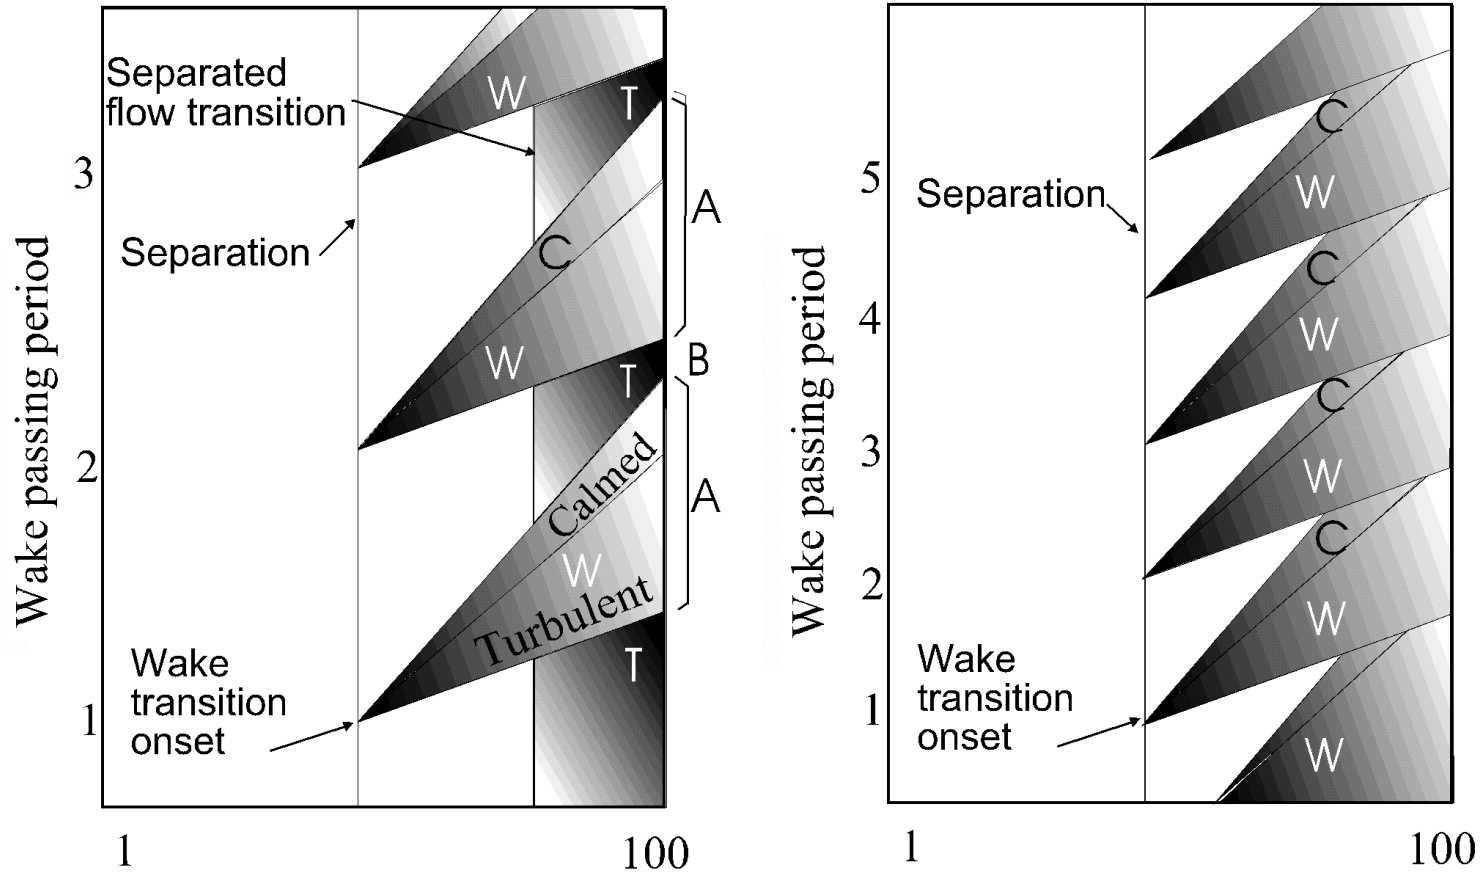 Separated
flow transition
W
T
3
A
Separation
C
Wake passing period
W
T
B
2
Calmed
A
W
Turbulent
Wake
transition
onset
T
1
1
100
C
5
Separation
W
C
4
W
Wake passing period
C
3
W
C
2
W
Wake
transition
onset
1
W
1
100